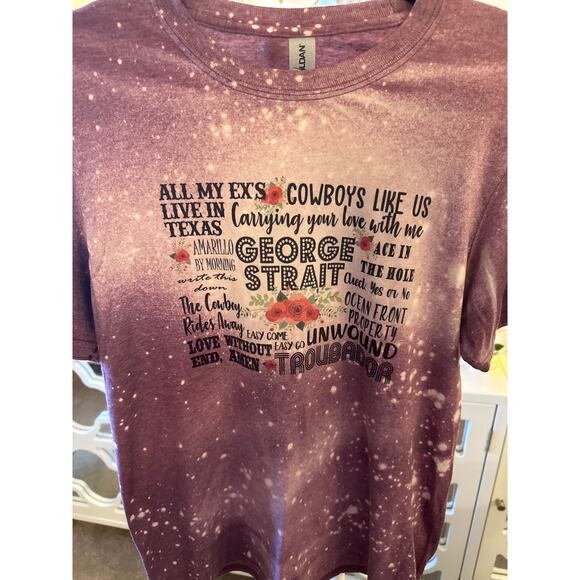 ILDAN
ALL MY EX'S
LIVE IN
TEXAS
COWBOYS LIKE US
Carrying your love with me
AMARILLO
BY MORNING
write this
down
GEORGE
STRAIT
ACE IN
THE HOLE
Check Yes or No
The Cowboy
Rides Away
OCEAN FRONT
PROPERTY
EASY COME
EASY GO
UNWOUND
LOVE WITHOUT
END, AMEN
TROUBADOR